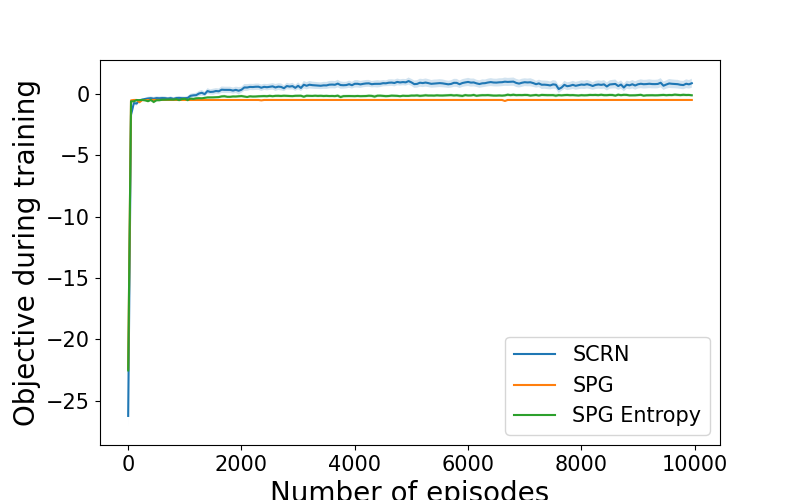 Objective during training
0
−5
−10
−15
−20
−25
SCRN
SPG
SPG Entropy
0 2000 4000 6000 8000 10000
Number of episodes